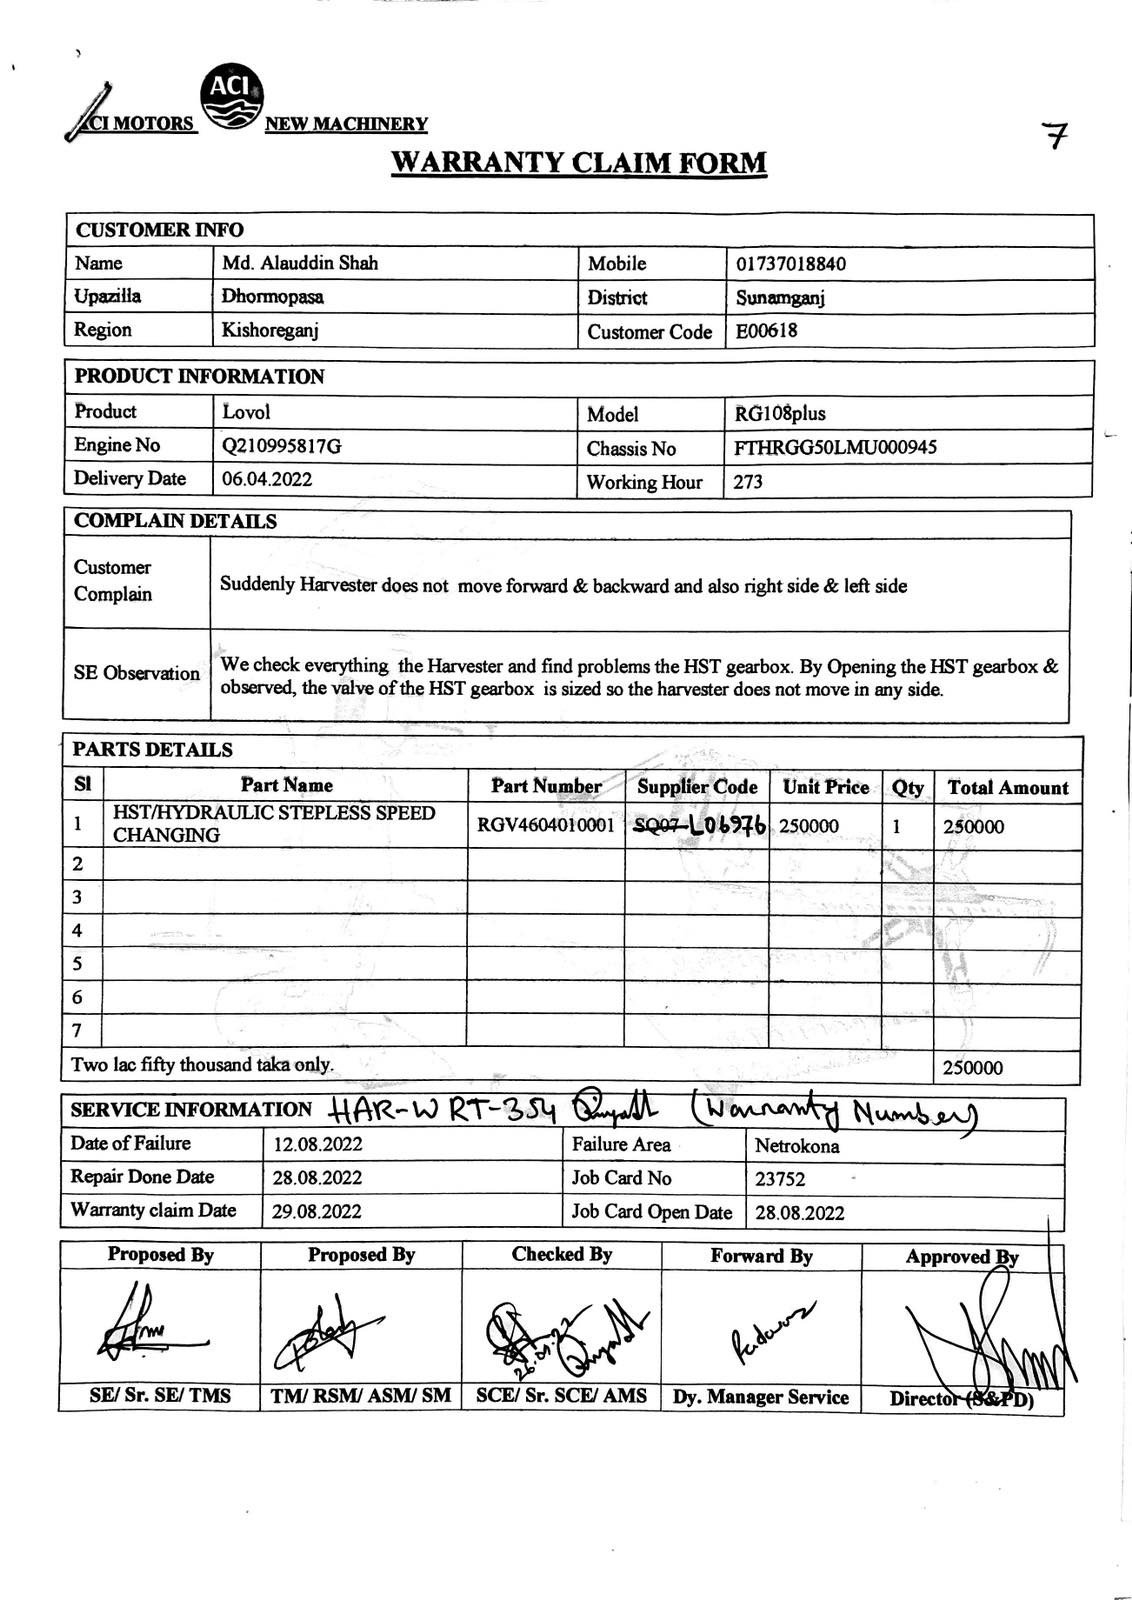 ACI
ACI MOTORS NEW MACHINERY
7
WARRANTY CLAIM FORM
CUSTOMER INFO
Name Md. Alauddin Shah Mobile 01737018840
Upazilla Dhormopasa District Sunamganj
Region Kishoreganj Customer Code E00618
PRODUCT INFORMATION
Product Lovol Model RG108plus
Engine No Q210995817G Chassis No FTHRGG50LMU000945
Delivery Date 06.04.2022 Working Hour 273
COMPLAIN DETAILS
Customer
Complain
Suddenly Harvester does not move forward & backward and also right side & left side
SE Observation
We check everything the Harvester and find problems the HST gearbox. By Opening the HST gearbox &
observed, the valve of the HST gearbox is sized so the harvester does not move in any side.
PARTS DETAILS
Sl Part Name Part Number Supplier Code Unit Price Qty Total Amount
1 HST/HYDRAULIC STEPLESS SPEED
CHANGING RGV4604010001 SQ07 L06976 250000 1 250000
2
3
4
5
6
7
Two lac fifty thousand taka only. 250000
SERVICE INFORMATION HAR-WRT-354 (Warranty Number)
Date of Failure 12.08.2022 Failure Area Netrokona
Repair Done Date 28.08.2022 Job Card No 23752
Warranty claim Date 29.08.2022 Job Card Open Date 28.08.2022
Proposed By Proposed By Checked By Forward By Approved By
SE/ Sr. SE/ TMS TM/ RSM/ ASM/ SM SCE/ Sr. SCE/ AMS Dy. Manager Service Director (S&PD)